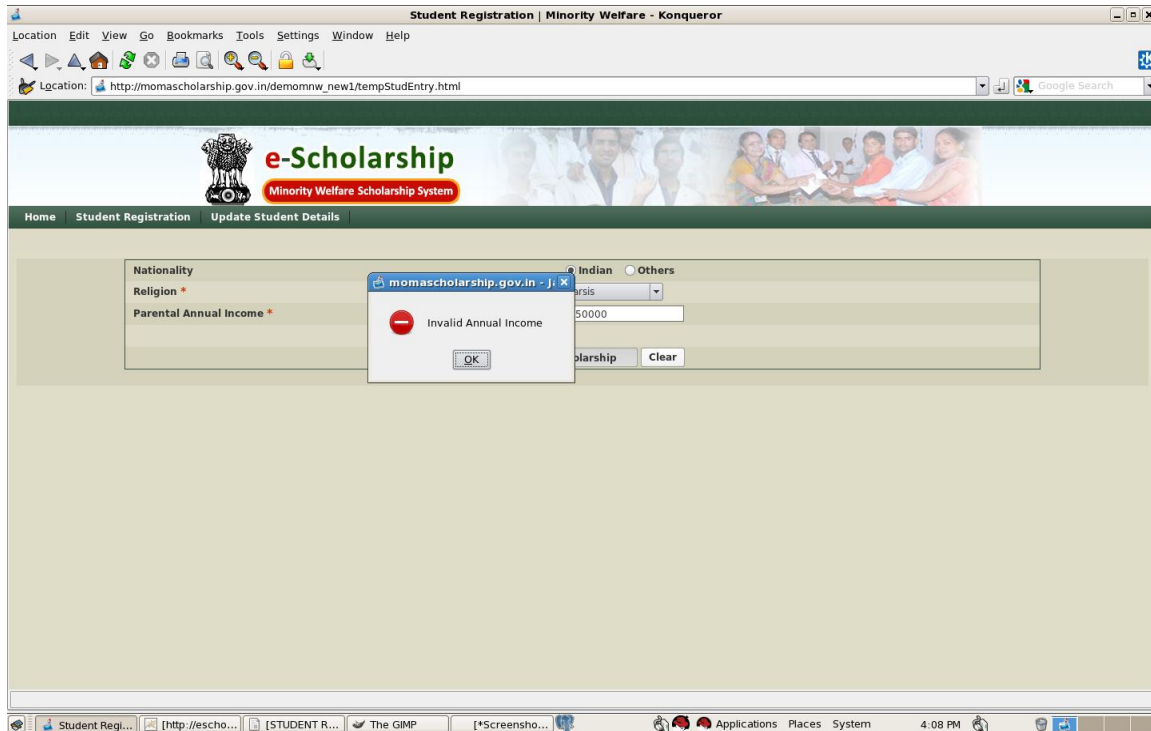 Student Registration | Minority Welfare - Konqueror
Location Edit View Go Bookmarks Tools Settings Window Help
Location: http://momascholarship.gov.in/demomnw_new1/tempStudEntry.html
Google Search
e-Scholarship
Minority Welfare Scholarship System
Home Student Registration Update Student Details
Nationality Indian Others
momascholarship.gov.in - Ja
Religion * arsis
Parental Annual Income * 50000
Invalid Annual Income
OK
olarship Clear
Student Regi... [http://escho... [STUDENT R... The GIMP [*Screensho... Applications Places System 4:08 PM